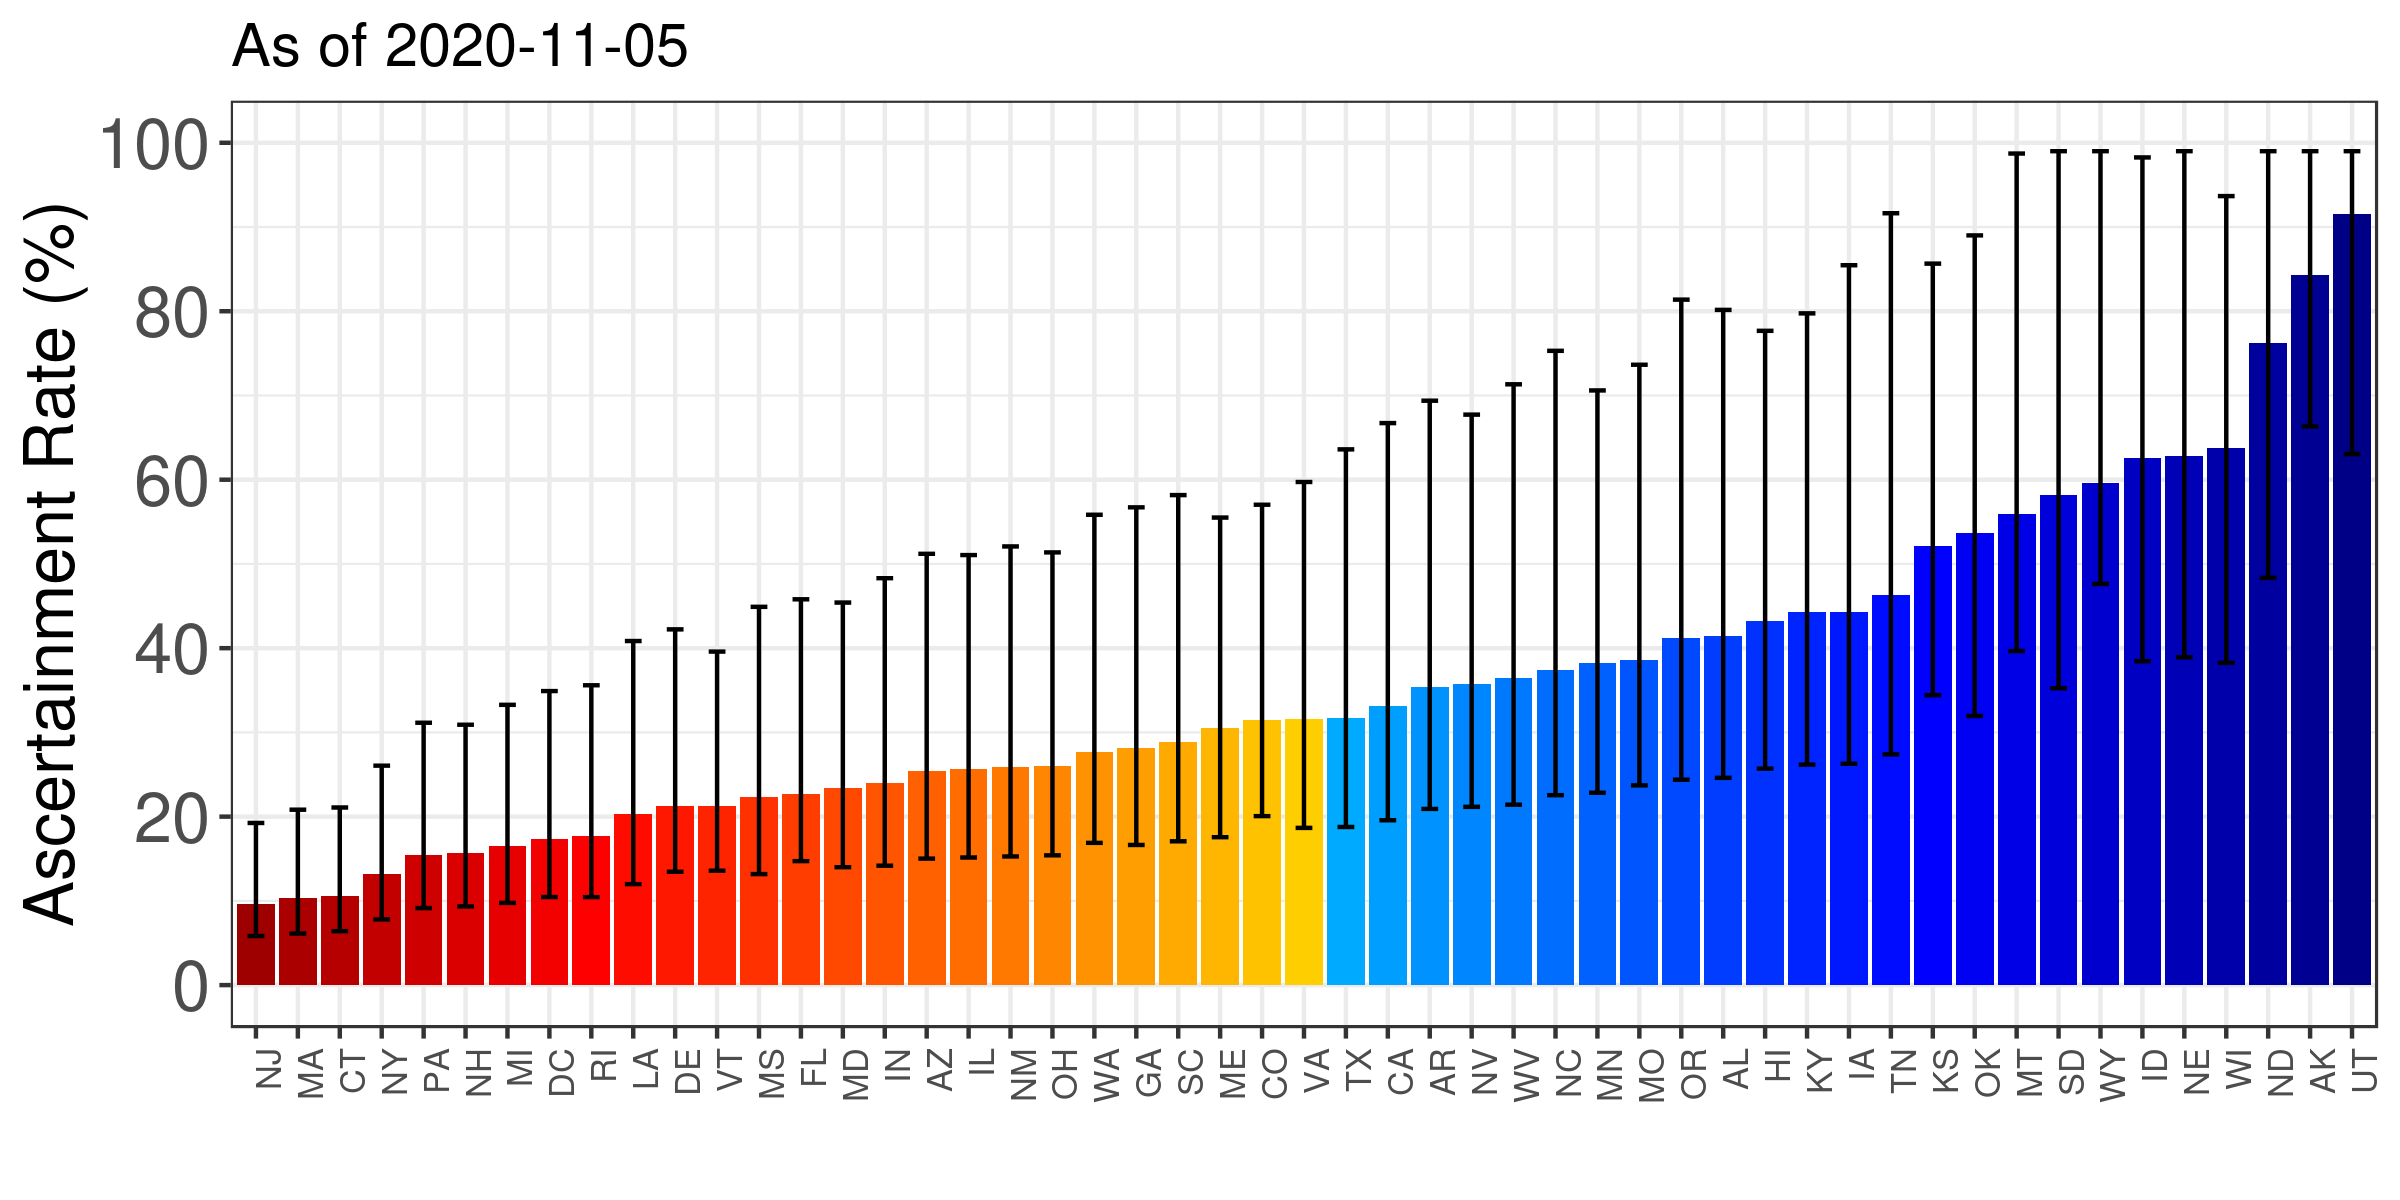 As of 2020-11-05
Ascertainment Rate (%)
100
80
60
40
20
0
NJ MA CT NY PA NH MI DC RI LA DE VT MS FL MD IN AZ IL NM OH WA GA SC ME CO VA TX CA AR NV WV NC MN MO OR AL HI KY IA TN KS OK MT SD WY ID NE WI ND AK UT